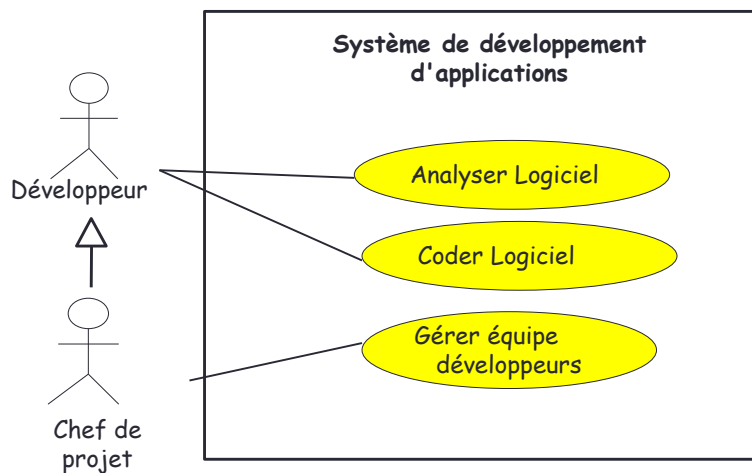 Système de développement
d'applications
Développeur
Analyser Logiciel
Coder Logiciel
Gérer équipe
développeurs
Chef de
projet